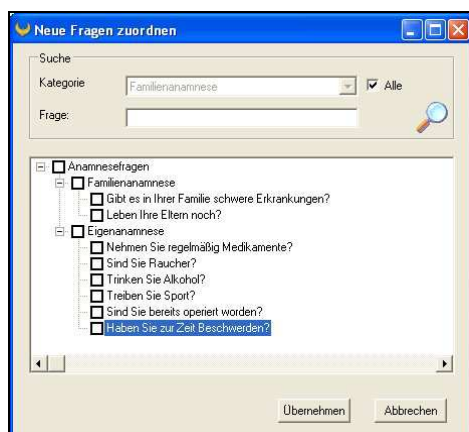 Neue Fragen zuordnen
Suche
Kategorie
Familienanamnese
Alle
Frage:
Anamnesefragen
Familienanamnese
Gibt es in Ihrer Familie schwere Erkrankungen?
Leben Ihre Eltern noch?
Eigenanamnese
Nehmen Sie regelmäßig Medikamente?
Sind Sie Raucher?
Trinken Sie Alkohol?
Treiben Sie Sport?
Sind Sie bereits operiert worden?
Haben Sie zur Zeit Beschwerden?
Übernehmen
Abbrechen